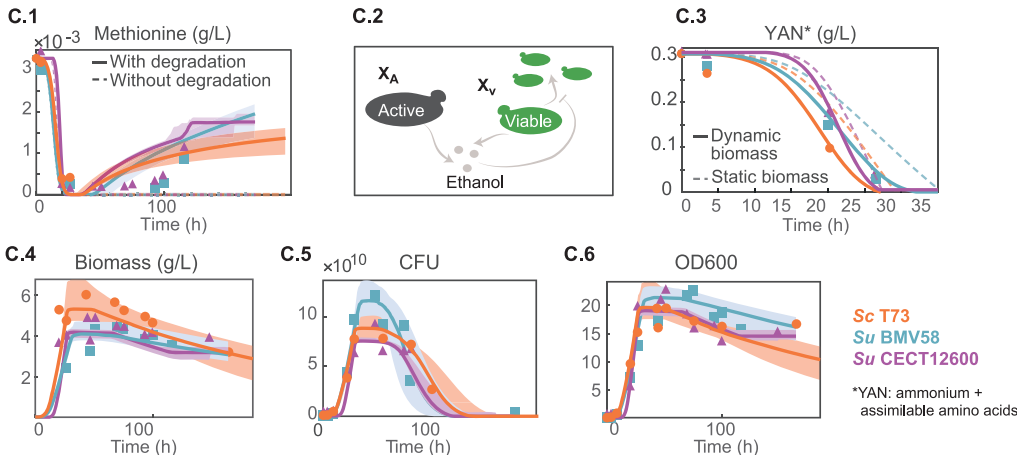 C.1
Methionine (g/L)
×10⁻³
3
2
1
0
With degradation
Without degradation
0
100
Time (h)
C.2
X_A
Active
X_v
Viable
Ethanol
C.3
YAN* (g/L)
0.3
0.2
0.1
0
Dynamic
biomass
Static biomass
0 5 10 15 20 25 30 35
Time (h)
C.4
Biomass (g/L)
6
4
2
0
100
Time (h)
C.5
×10¹⁰
CFU
10
5
0
0
100
Time (h)
C.6
OD600
20
15
10
5
0
100
Time (h)
Sc T73
Su BMV58
Su CECT12600
*YAN: ammonium +
assimilable amino acids